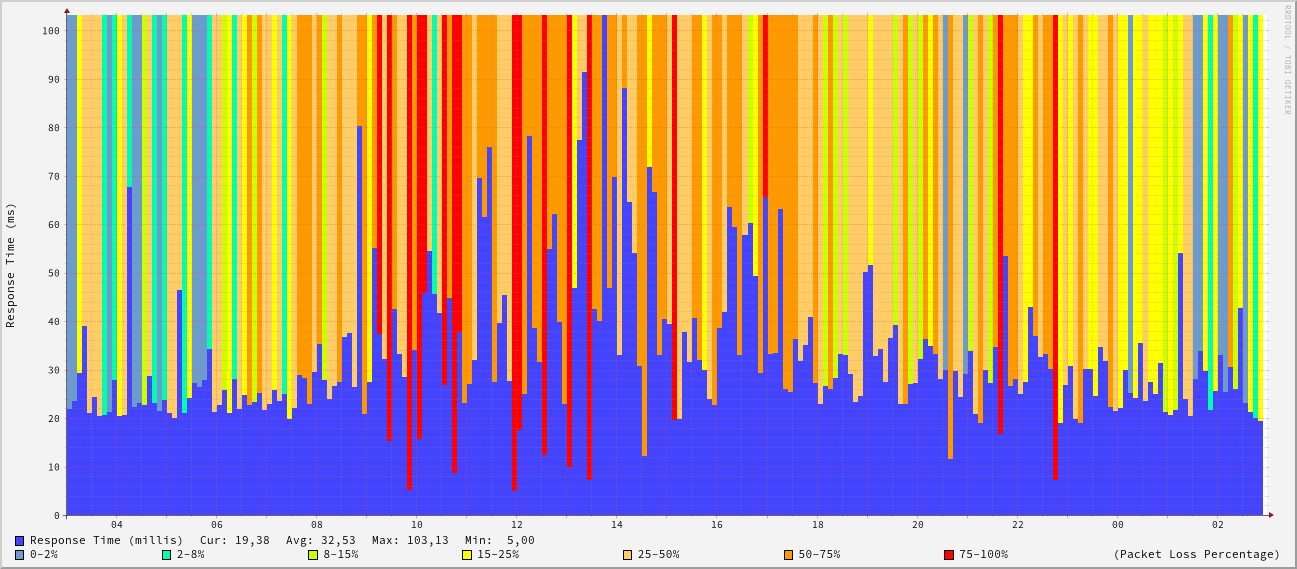 RRDTOOL / TOBI OETIKER
Response Time (ms)
100
90
80
70
60
50
40
30
20
10
0
04 06 08 10 12 14 16 18 20 22 00 02
Response Time (millis) Cur: 19,38 Avg: 32,53 Max: 103,13 Min: 5,00
0-2% 2-8% 8-15% 15-25% 25-50% 50-75% 75-100% (Packet Loss Percentage)